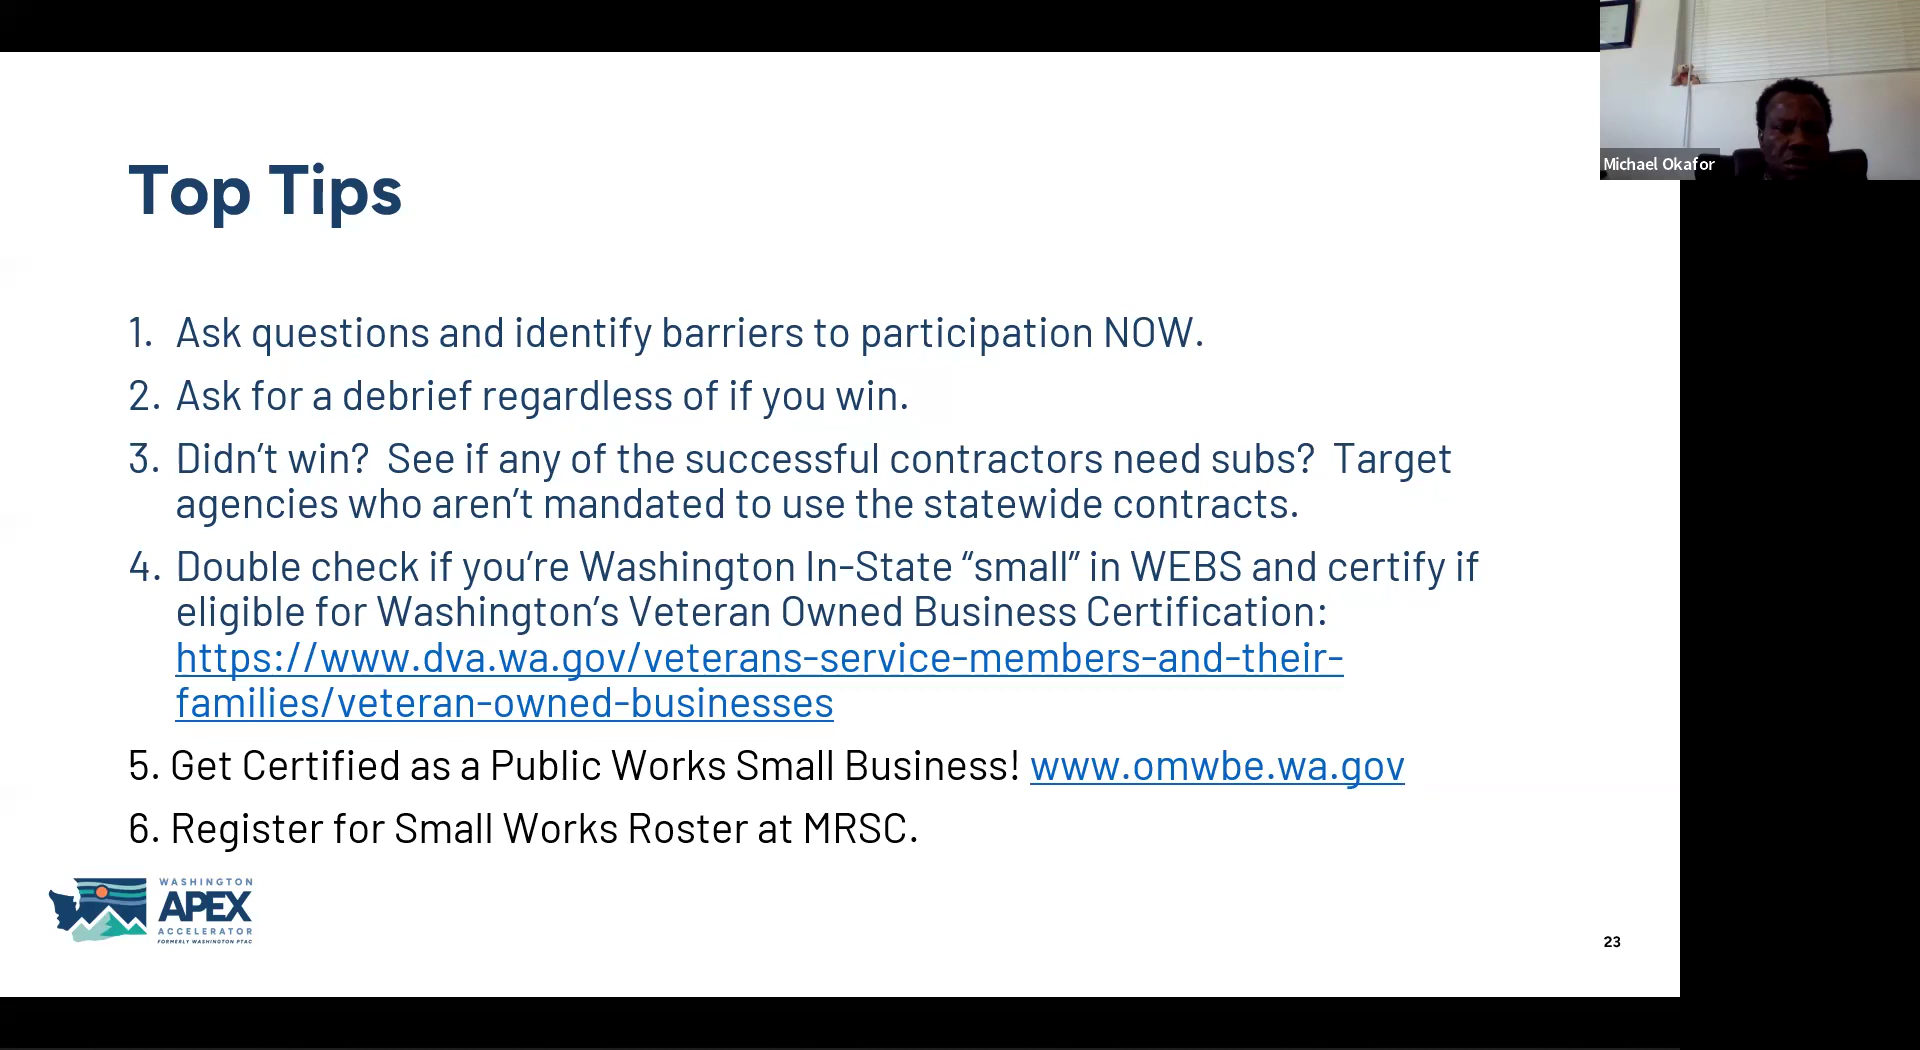 Michael Okafor
Top Tips
1. Ask questions and identify barriers to participation NOW.
2. Ask for a debrief regardless of if you win.
3. Didn’t win?  See if any of the successful contractors need subs?  Target
agencies who aren’t mandated to use the statewide contracts.
4. Double check if you’re Washington In-State “small” in WEBS and certify if
eligible for Washington’s Veteran Owned Business Certification:
https://www.dva.wa.gov/veterans-service-members-and-their-
families/veteran-owned-businesses
5. Get Certified as a Public Works Small Business! www.omwbe.wa.gov
6. Register for Small Works Roster at MRSC.
WASHINGTON
APEX
ACCELERATOR
FORMERLY WASHINGTON PTAC
23